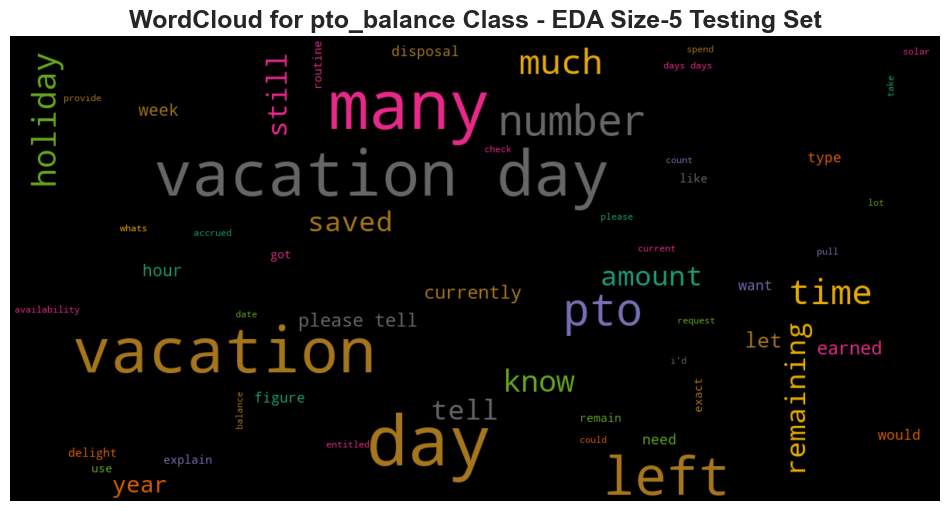 WordCloud for pto_balance Class - EDA Size-5 Testing Set
disposal
spend
solar
much
days days
routine
still
holiday
many
take
provide
week
number
check
vacation day
count
type
like
saved
please
lot
whats
accrued
current
got
pull
hour
amount
want
time
currently
pto
availability
date
please tell
request
vacation
let
remaining
earned
i'd
know
figure
balance
exact
tell
remain
day
entitled
could
need
would
delight
explain
use
left
year